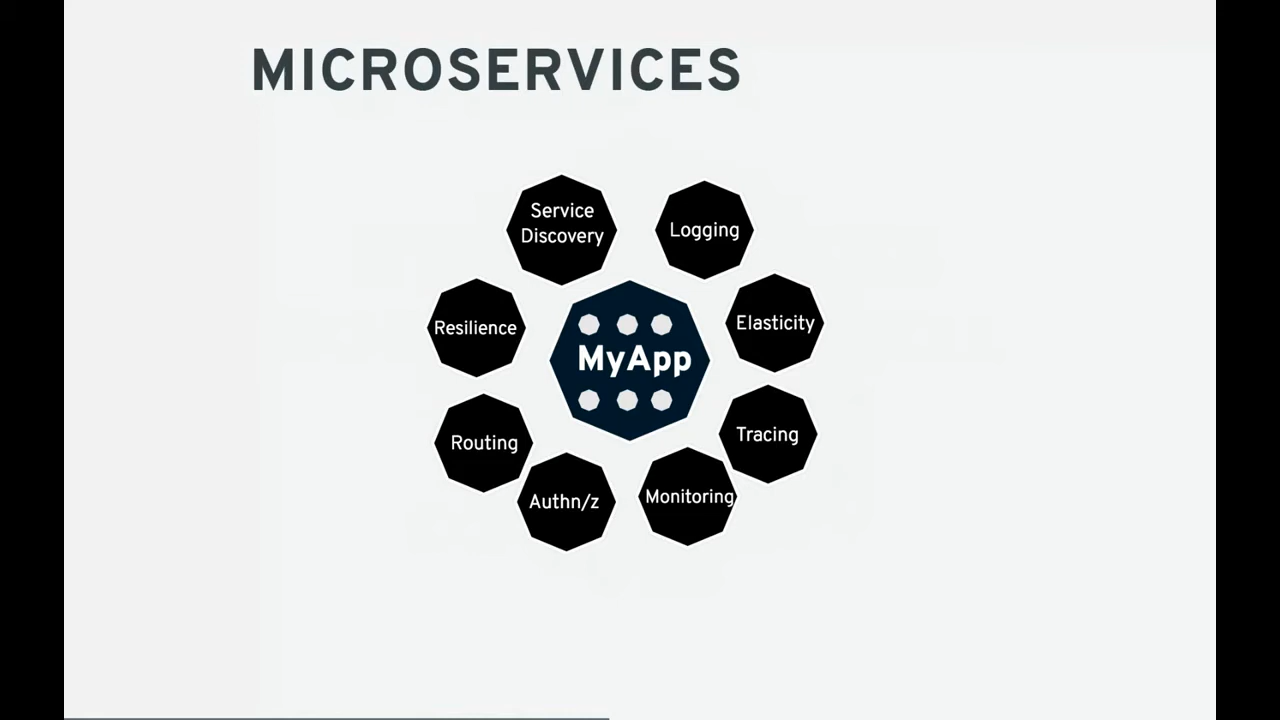 MICROSERVICES
Service
Discovery
Logging
Resilience
Elasticity
MyApp
Routing
Tracing
Authn/z
Monitoring